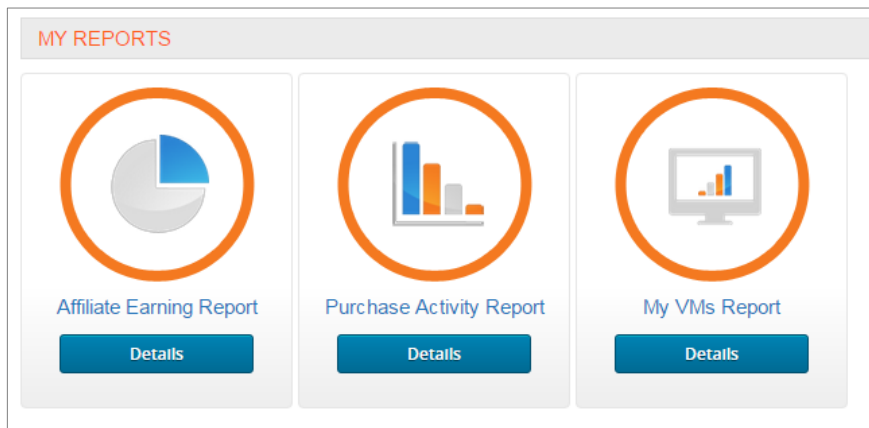 MY REPORTS
Affiliate Earning Report
Purchase Activity Report
My VMs Report
Details
Details
Details